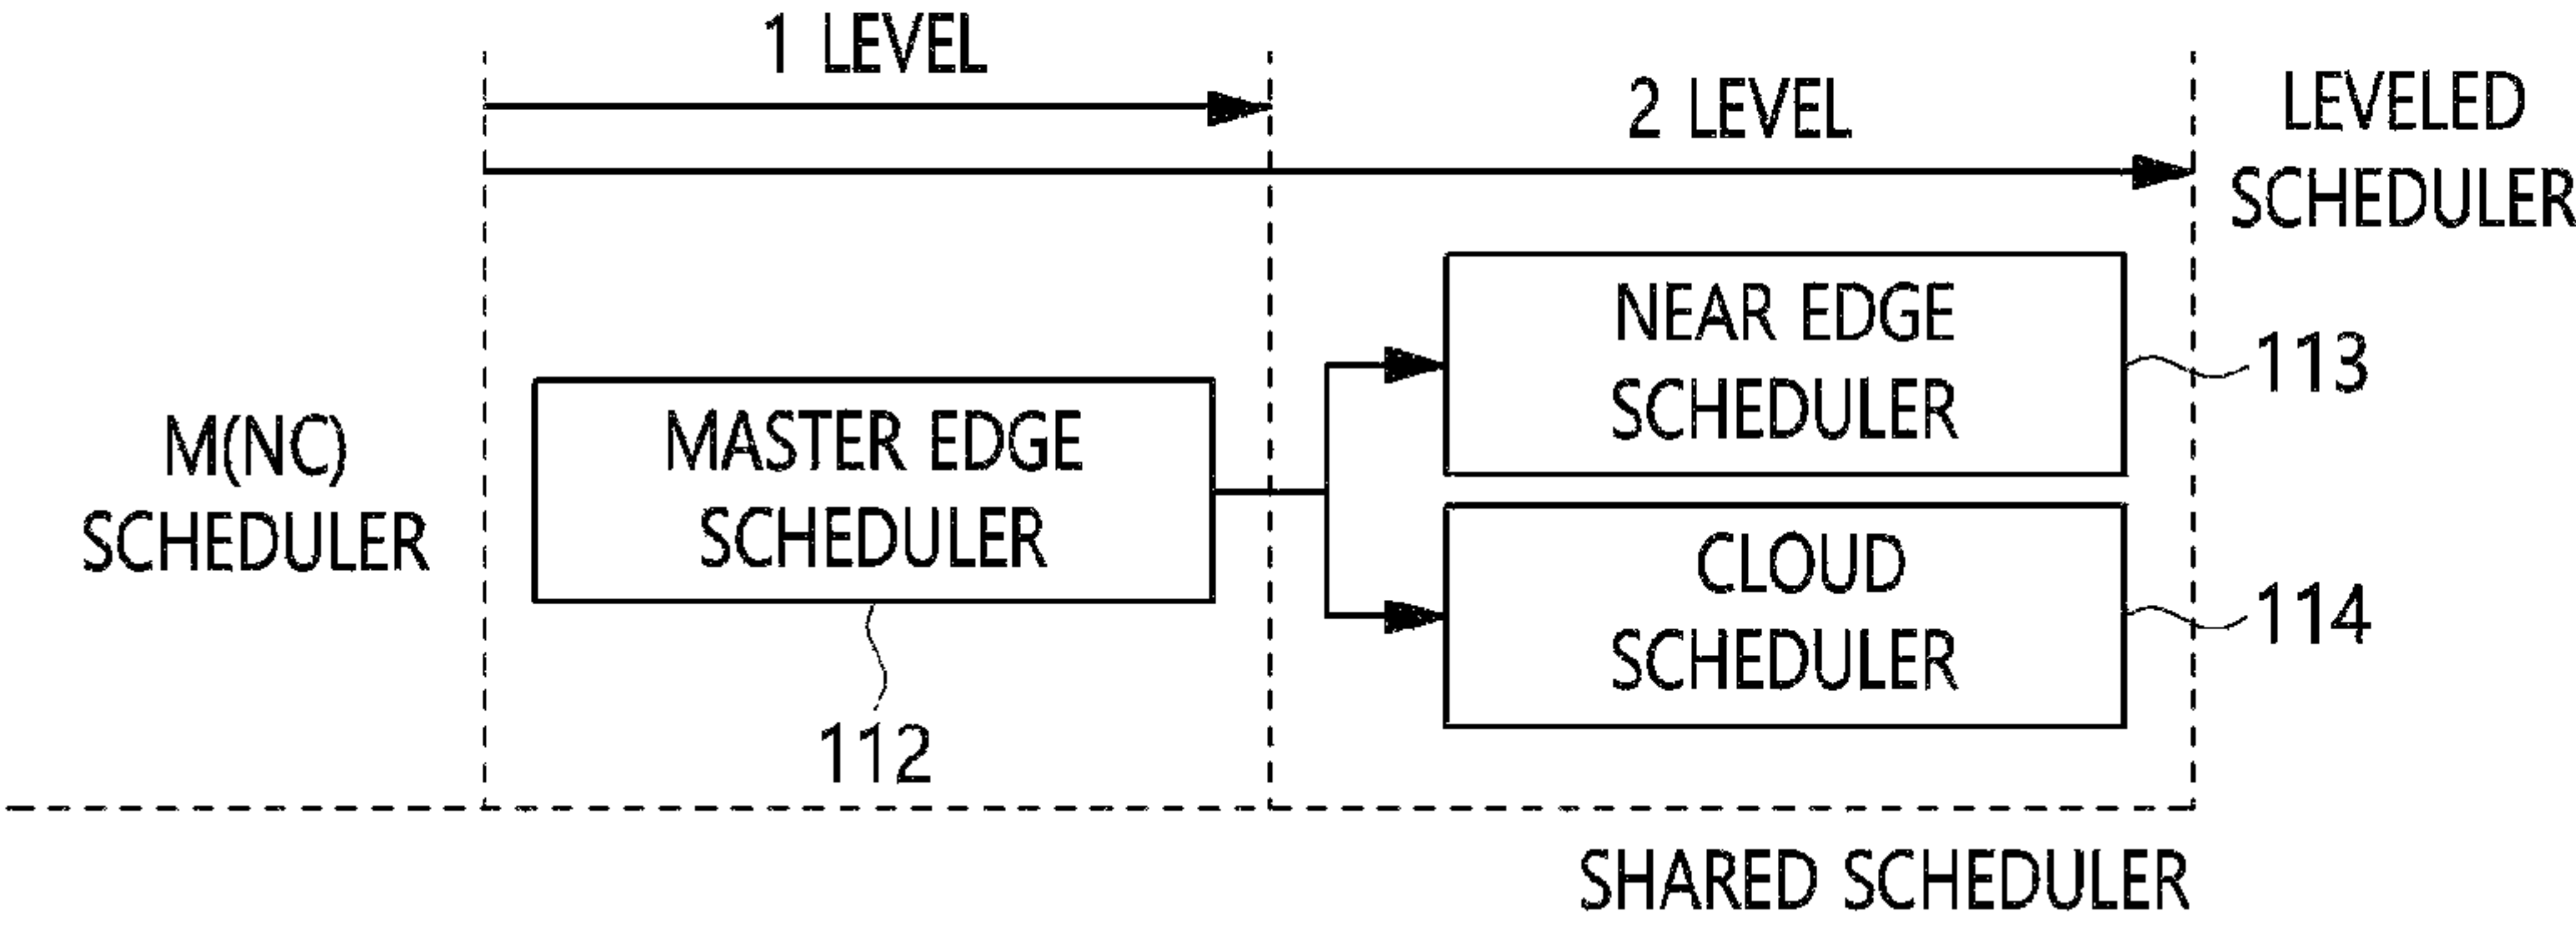 1 LEVEL
2 LEVEL
LEVELED
SCHEDULER
M(NC)
SCHEDULER
MASTER EDGE
SCHEDULER
112
NEAR EDGE
SCHEDULER
113
CLOUD
SCHEDULER
114
SHARED SCHEDULER